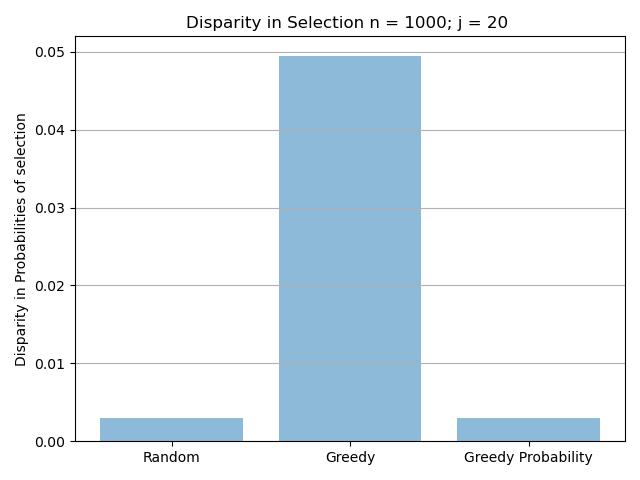 Disparity in Selection n = 1000; j = 20
Disparity in Probabilities of selection
0.05
0.04
0.03
0.02
0.01
0.00
Random
Greedy
Greedy Probability